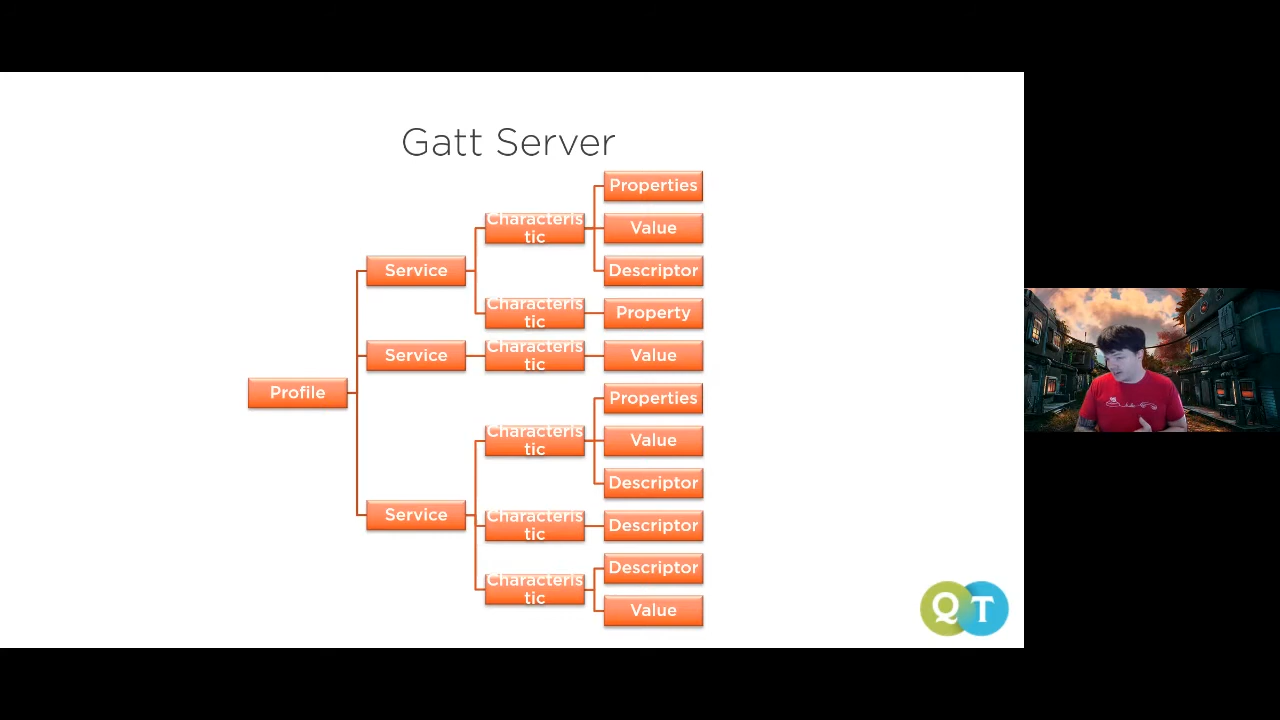 Gatt Server
Properties
Characteris
tic
Value
Service
Descriptor
Characteris
tic
Property
Service
Characteris
tic
Value
Profile
Properties
Characteris
tic
Value
Descriptor
Service
Characteris
tic
Descriptor
Descriptor
Characteris
tic
Value
Q T